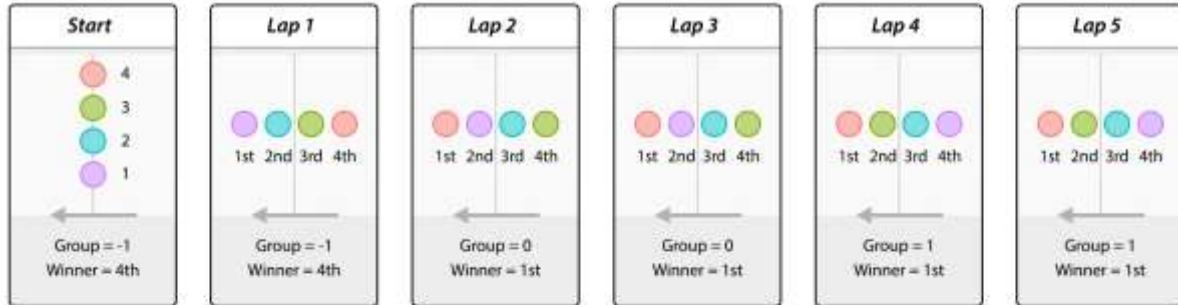 Start
4
3
2
1
Group = -1
Winner = 4th
Lap 1
1st 2nd 3rd 4th
Group = -1
Winner = 4th
Lap 2
1st 2nd 3rd 4th
Group = 0
Winner = 1st
Lap 3
1st 2nd 3rd 4th
Group = 0
Winner = 1st
Lap 4
1st 2nd 3rd 4th
Group = 1
Winner = 1st
Lap 5
1st 2nd 3rd 4th
Group = 1
Winner = 1st